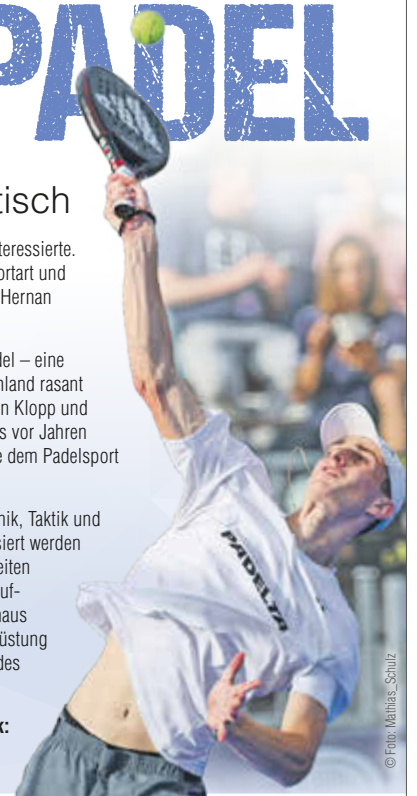 PADEL
tisch
teressierte.
ortart und
Hernan
del – eine
hland rasant
n Klopp und
s vor Jahren
e dem Padelsport
nik, Taktik und
siert werden
eiten
uf-
haus
üstung
des
k:
PADELTA
© Foto: Mathias_Schulz